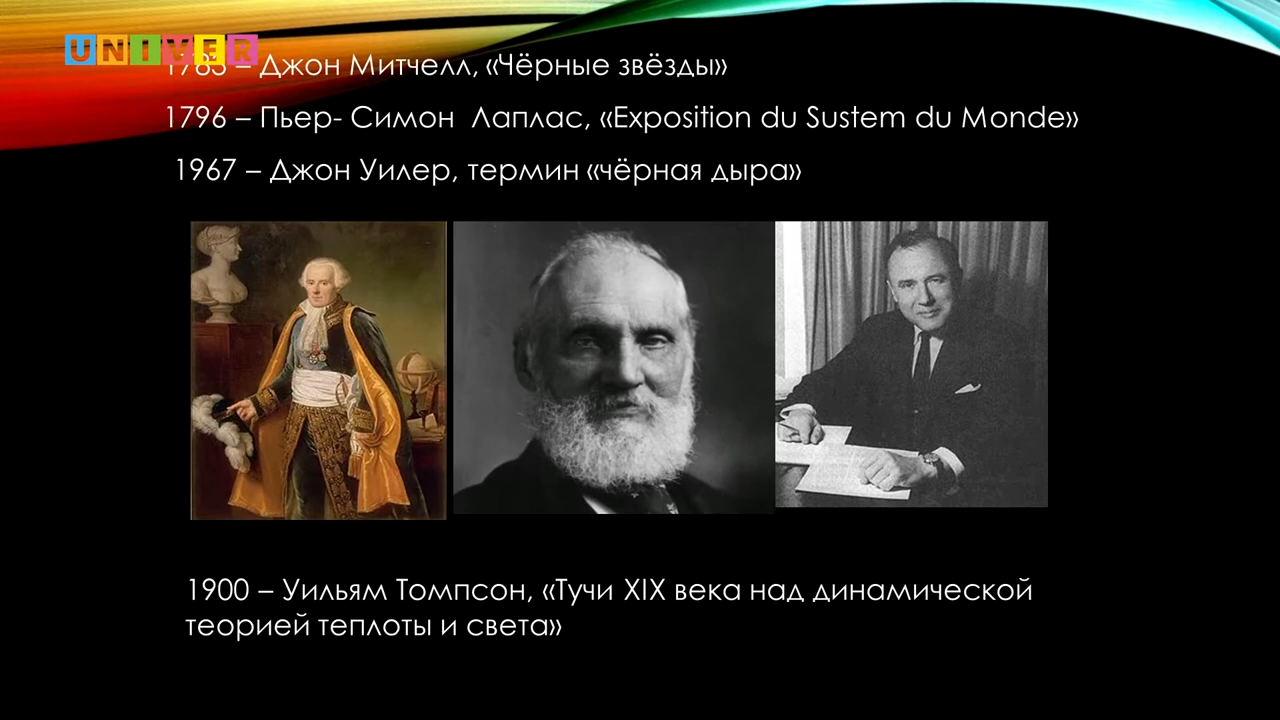 UNIVER
1783 – Джон Митчелл, «Чёрные звёзды»
1796 – Пьер- Симон Лаплас, «Exposition du Sustem du Monde»
1967 – Джон Уилер, термин «чёрная дыра»
1900 – Уильям Томпсон, «Тучи XIX века над динамической
теорией теплоты и света»